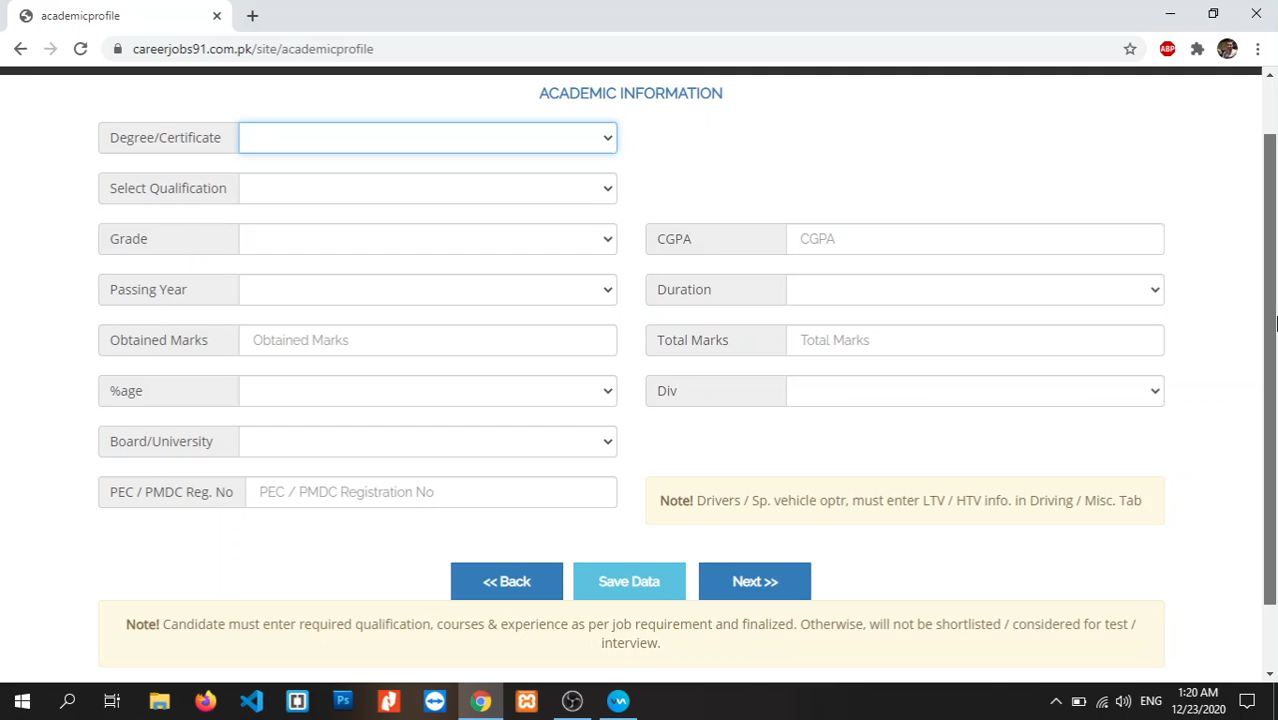 academicprofile
careerjobs91.com.pk/site/academicprofile
ABP
ACADEMIC INFORMATION
Degree/Certificate
Select Qualification
Grade
CGPA
CGPA
Passing Year
Duration
Obtained Marks
Obtained Marks
Total Marks
Total Marks
%age
Div
Board/University
PEC / PMDC Reg. No
PEC / PMDC Registration No
Note! Drivers / Sp. vehicle optr, must enter LTV / HTV info. in Driving / Misc. Tab
<< Back
Save Data
Next >>
Note! Candidate must enter required qualification, courses & experience as per job requirement and finalized. Otherwise, will not be shortlisted / considered for test /
interview.
Ps
ENG
1:20 AM
12/23/2020